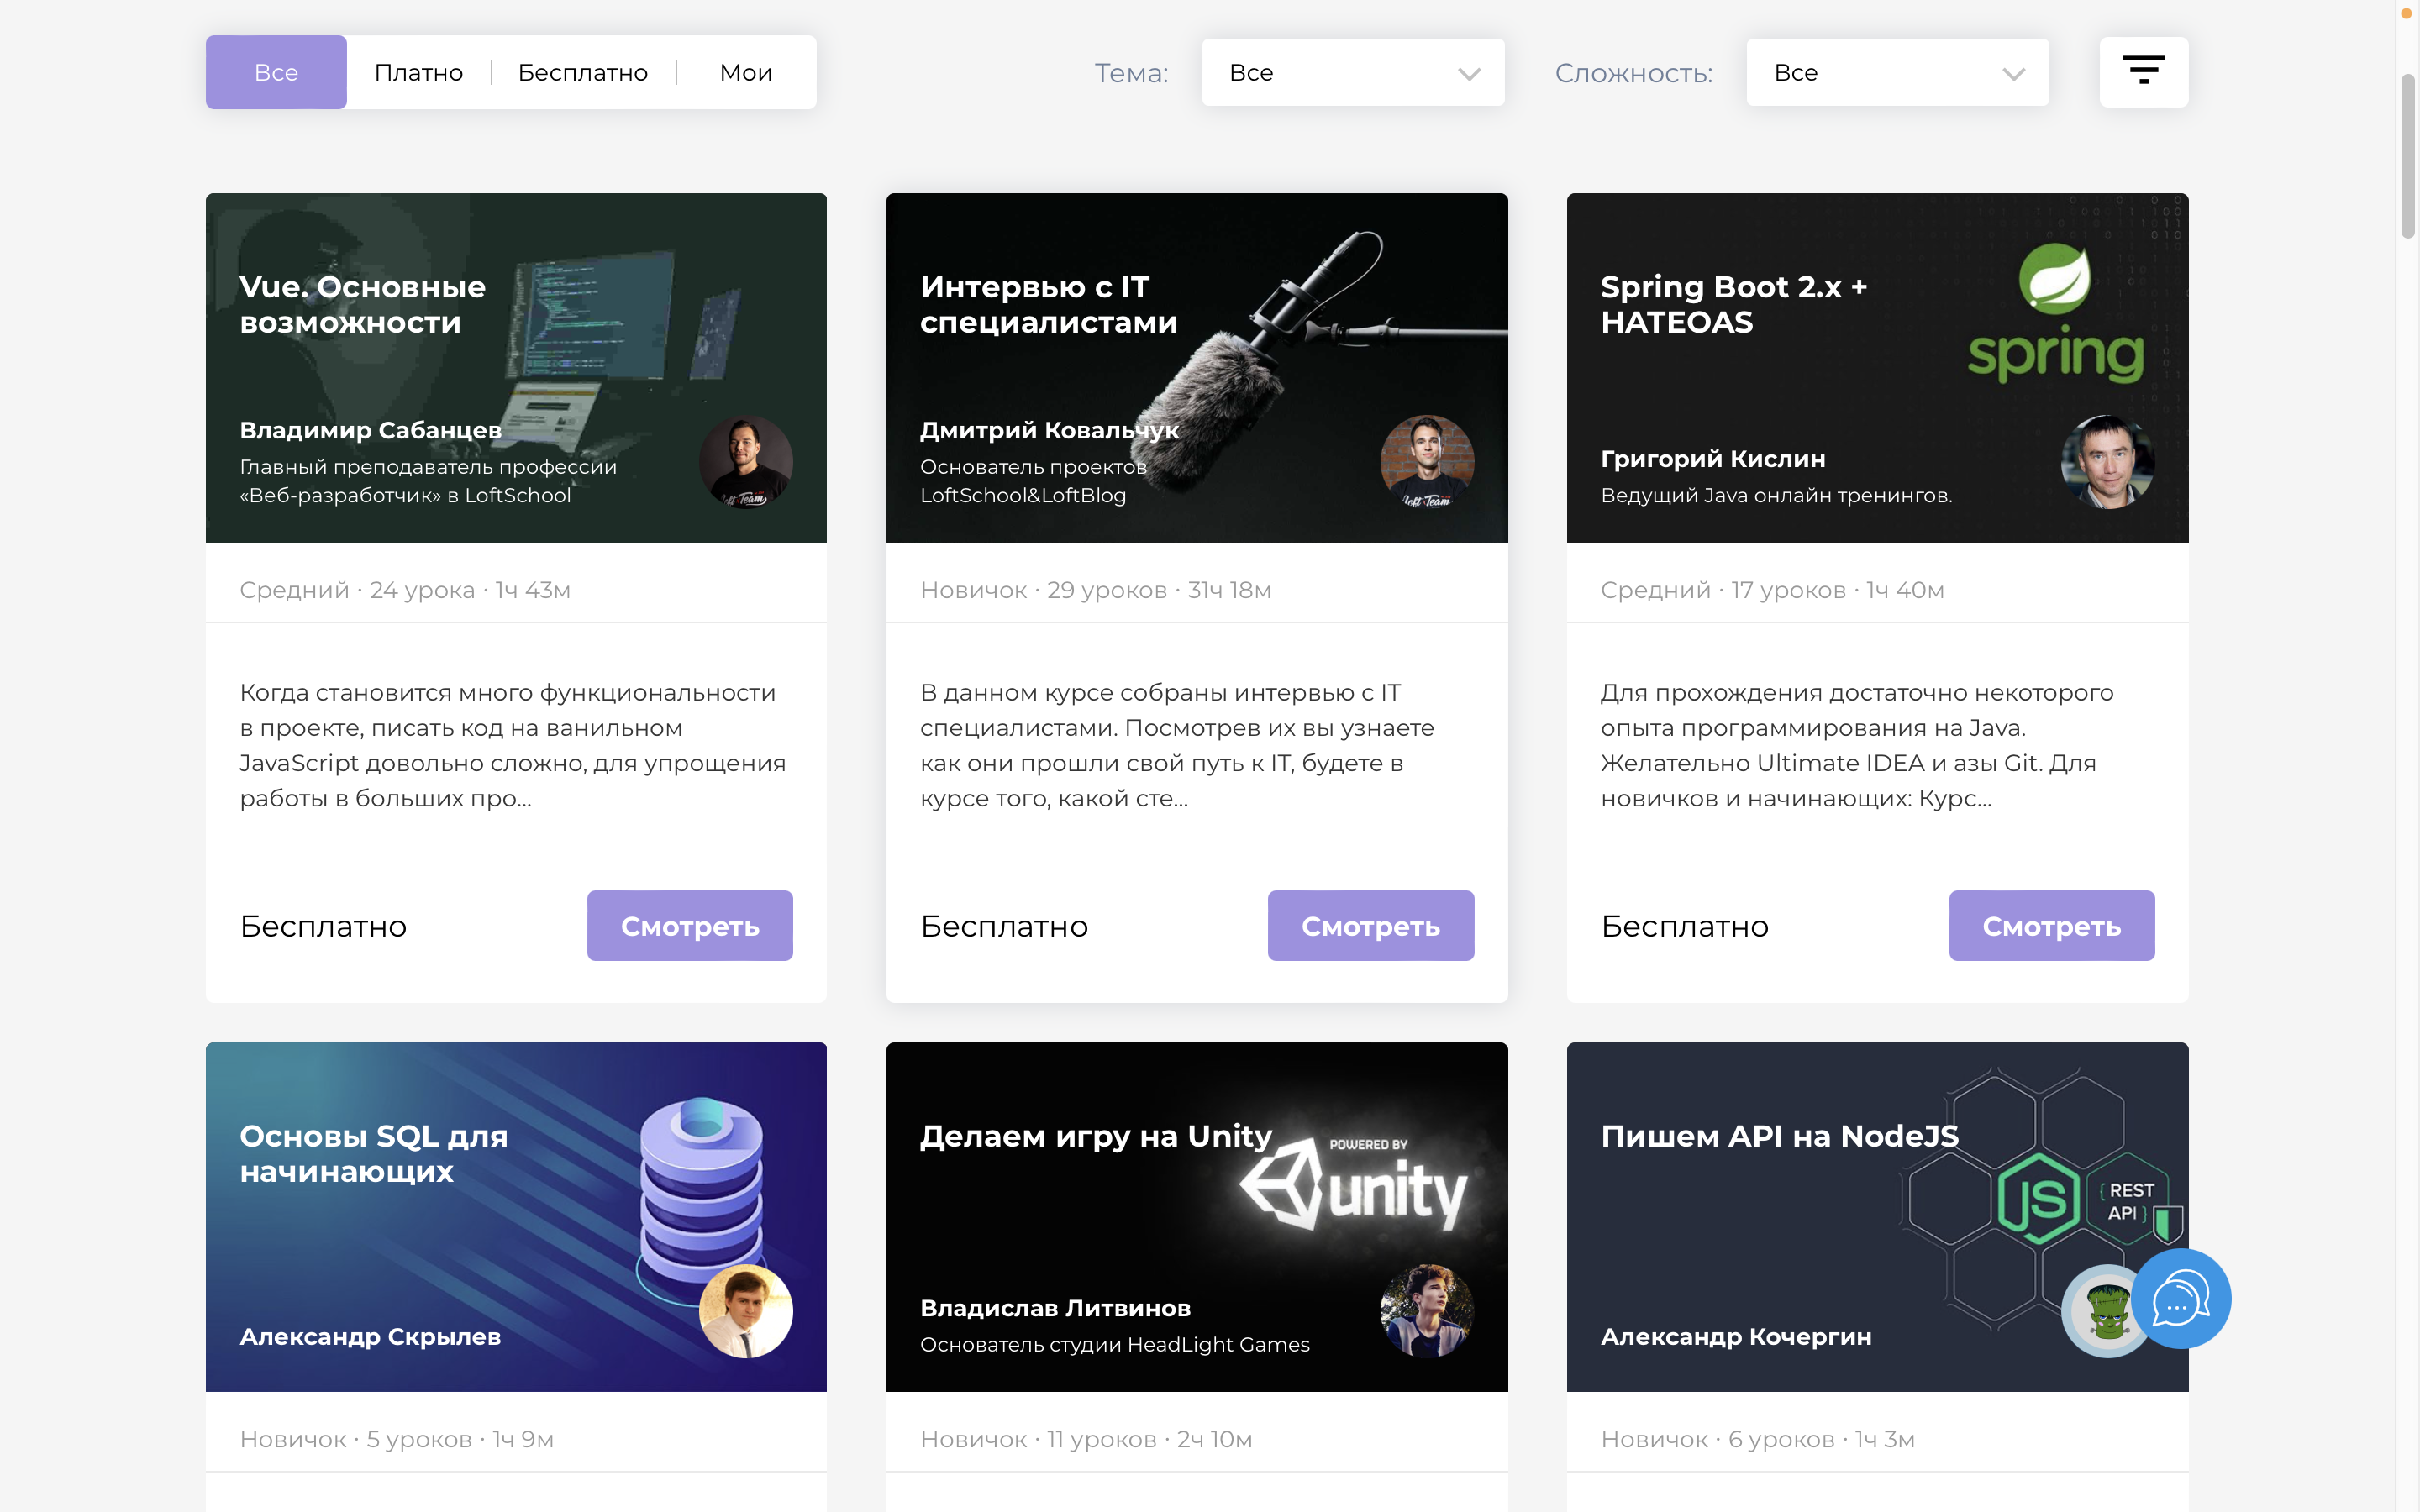 Все
Платно
Бесплатно
Мои
Тема:
Все
Сложность:
Все
Vue. Основные
возможности
Владимир Сабанцев
Главный преподаватель профессии
«Веб-разработчик» в LoftSchool
Средний · 24 урока · 1ч 43м
Когда становится много функциональности
в проекте, писать код на ванильном
JavaScript довольно сложно, для упрощения
работы в больших про...
Бесплатно
Смотреть
Интервью с IT
специалистами
Дмитрий Ковальчук
Основатель проектов
LoftSchool&LoftBlog
Loft Team
Новичок · 29 уроков · 31ч 18м
В данном курсе собраны интервью с IT
специалистами. Посмотрев их вы узнаете
как они прошли свой путь к IT, будете в
курсе того, какой сте...
Бесплатно
Смотреть
Spring Boot 2.x +
HATEOAS
spring
Григорий Кислин
Ведущий Java онлайн тренингов.
Средний · 17 уроков · 1ч 40м
Для прохождения достаточно некоторого
опыта программирования на Java.
Желательно Ultimate IDEA и азы Git. Для
новичков и начинающих: Курс...
Бесплатно
Смотреть
Основы SQL для
начинающих
Александр Скрылев
Новичок · 5 уроков · 1ч 9м
Делаем игру на Unity
POWERED BY
unity
Владислав Литвинов
Основатель студии HeadLight Games
Новичок · 11 уроков · 2ч 10м
Пишем API на NodeJS
JS
{ REST
API }
Александр Кочергин
Новичок · 6 уроков · 1ч 3м